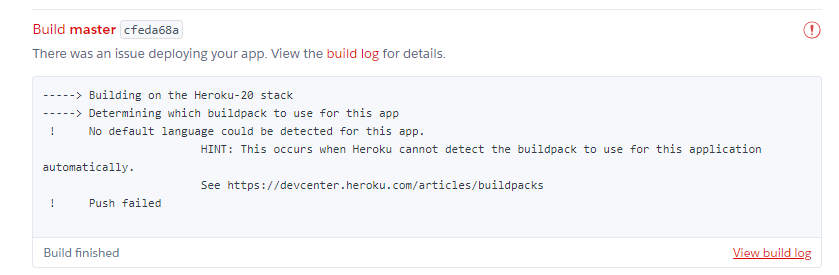 Build master cfeda68a
There was an issue deploying your app. View the build log for details.
-----> Building on the Heroku-20 stack
-----> Determining which buildpack to use for this app
!     No default language could be detected for this app.
HINT: This occurs when Heroku cannot detect the buildpack to use for this application
automatically.
See https://devcenter.heroku.com/articles/buildpacks
!     Push failed
Build finished View build log